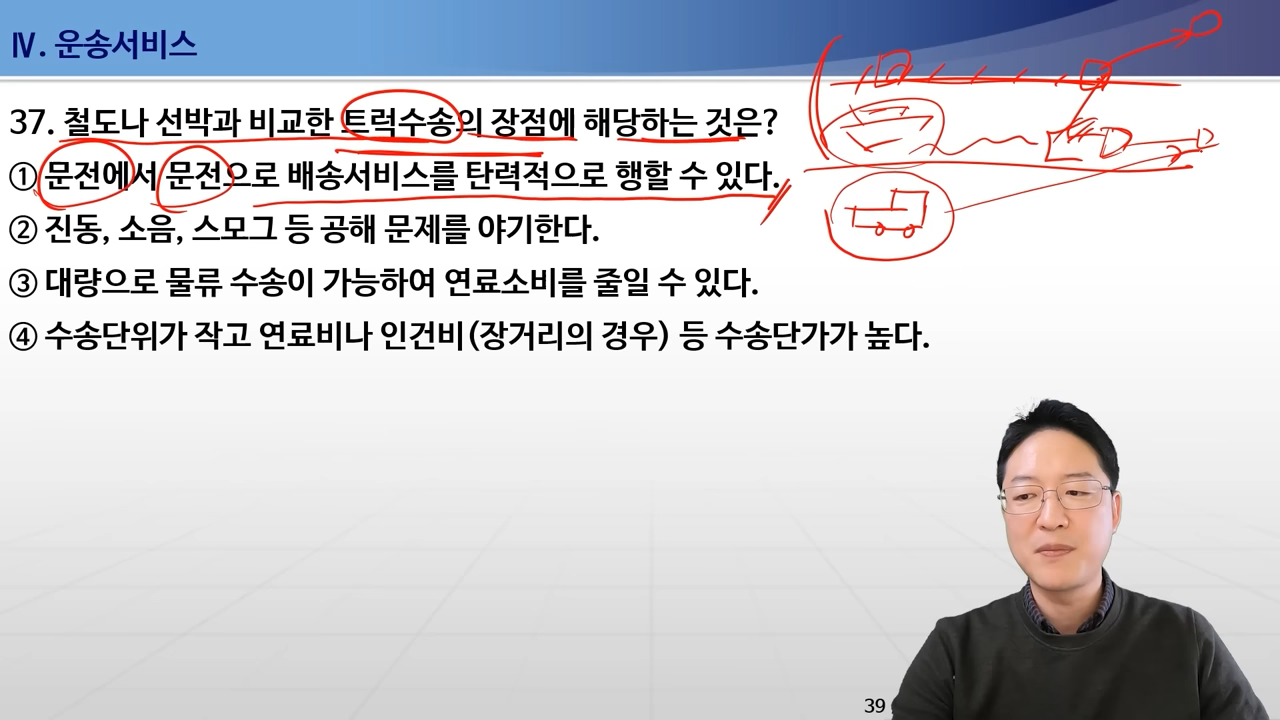 Ⅳ. 운송서비스
37. 철도나 선박과 비교한 트럭수송의 장점에 해당하는 것은?
① 문전에서 문전으로 배송서비스를 탄력적으로 행할 수 있다.
② 진동, 소음, 스모그 등 공해 문제를 야기한다.
③ 대량으로 물류 수송이 가능하여 연료소비를 줄일 수 있다.
④ 수송단위가 작고 연료비나 인건비(장거리의 경우) 등 수송단가가 높다.
39